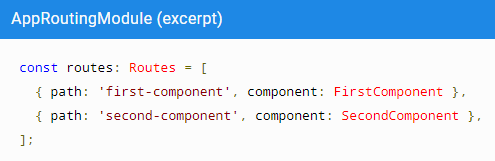 AppRoutingModule (excerpt)
const routes: Routes = [
  { path: 'first-component', component: FirstComponent },
  { path: 'second-component', component: SecondComponent },
];